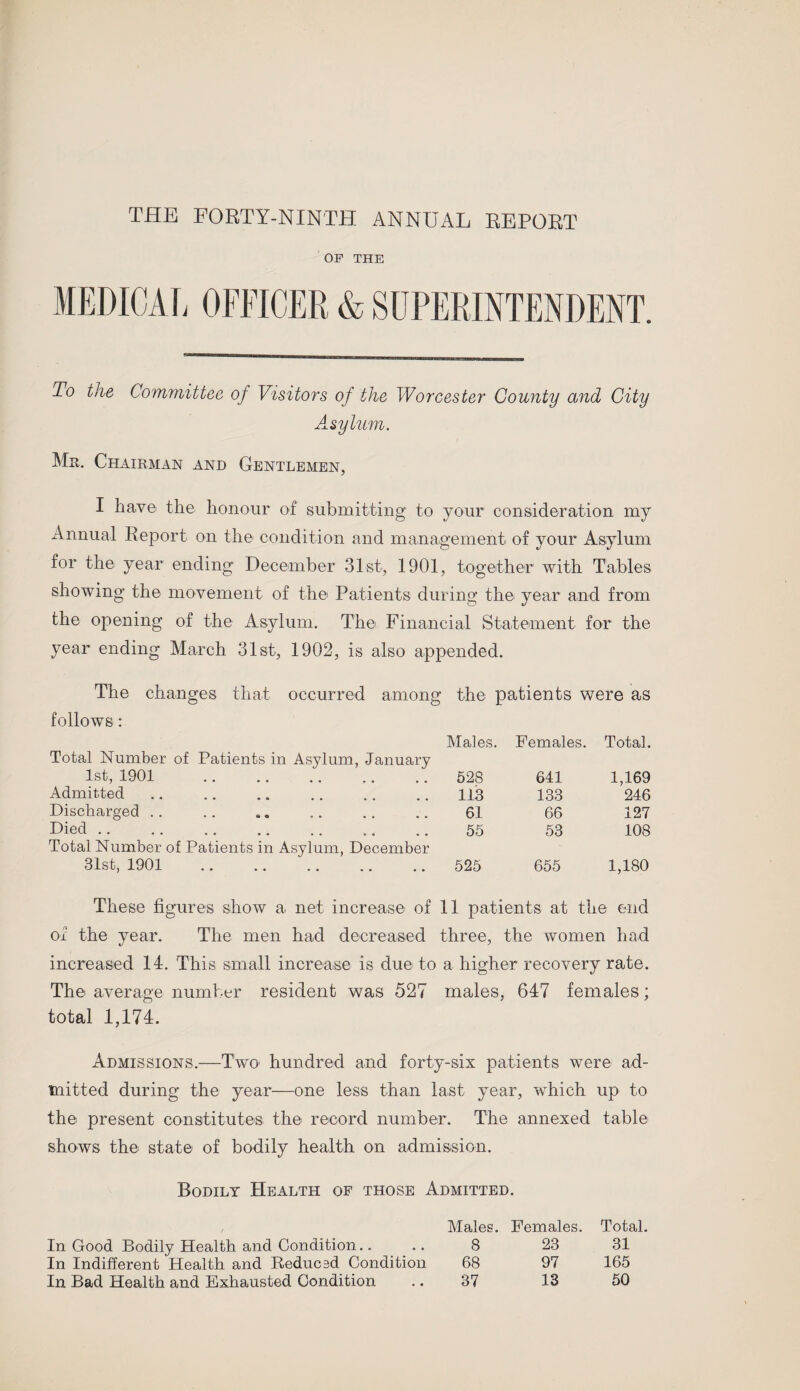 THE FORTY-NINTH ANNUAL REPORT
OF THE
MEDICAL OFFICER & SUPERINTENDENT.
To the Committee of Visitors of the Worcester County and City
Asylum.
Mr. Chairman and Gentlemen,
I have the honour of submitting to your consideration my
Annual Report on the condition and management of your Asylum
for the year ending December 31st, 1901, together with Tables
showing the movement of the Patients during the year and from
the opening of the Asylum. The Financial Statement for the
year ending March 31st, 1902, is also appended.
The changes that occurred among the patients were as
follows:
Males. Females. Total.
Total Number of Patients in Asylum, January
1st, 1901 .. .. .. .. .. 528 641 1,169
Admitted .. .. .. .. .. .. 113 133 246
Discharged .. .. .. .. .. .. 61 66 127
Died .. .. .. .. .. .. .. 55 53 108
Total Number of Patients in Asylum, December
31st, 1901 .. .. .. .. .. 525 655 1,180
These figures show a net increase of 11 patients at the end
of the year. The men had decreased three, the women had
increased 14. This small increase is due to a higher recovery rate.
The average number resident was 527 males, 647 females;
total 1,174.
Admissions.—Two hundred and forty-six patients were ad-
mitted during the year—one less than last year, which up to
the present constitutes the record number. The annexed table
shows the state of bodily health on admission.
Bodily Health of those Admitted.
Males. Females. Total.
In Good Bodily Health and Condition.. .. 8 23 31
In Indifferent Health and Reduced Condition 68 97 165
In Bad Health and Exhausted Condition .. 37 13 50